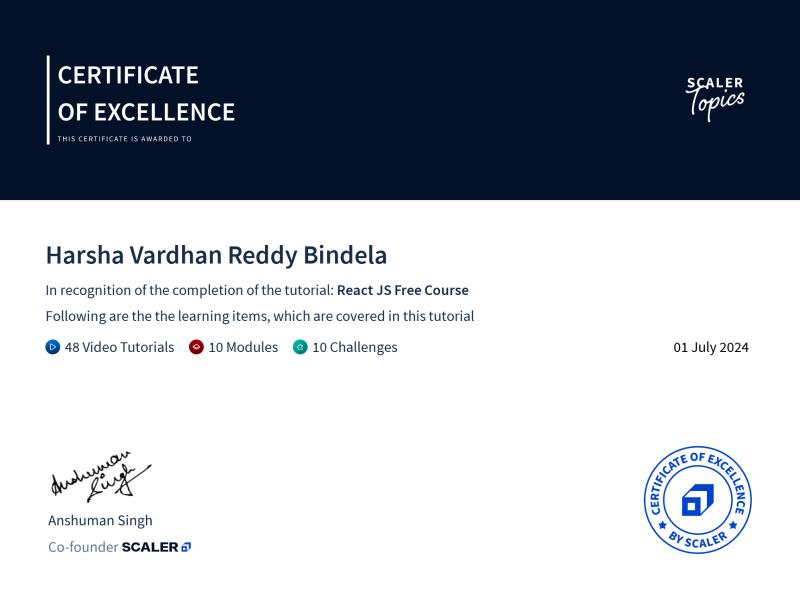 CERTIFICATE
OF EXCELLENCE
THIS CERTIFICATE IS AWARDED TO
SCALER
Topics
Harsha Vardhan Reddy Bindela
In recognition of the completion of the tutorial: React JS Free Course
Following are the the learning items, which are covered in this tutorial
48 Video Tutorials 10 Modules 10 Challenges 01 July 2024
Anshuman
Singh
Anshuman Singh
Co-founder SCALER
CERTIFICATE OF EXCELLENCE
BY SCALER